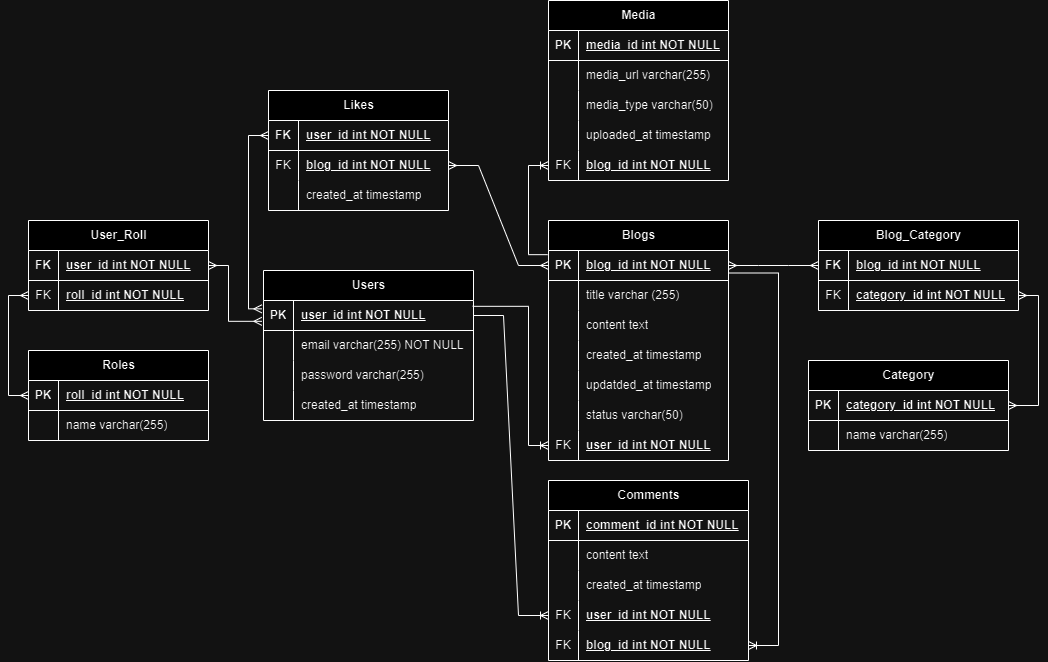 Media
PK media_id int NOT NULL
media_url varchar(255)
media_type varchar(50)
uploaded_at timestamp
FK blog_id int NOT NULL
Likes
FK user_id int NOT NULL
FK blog_id int NOT NULL
created_at timestamp
User_Roll
FK user_id int NOT NULL
FK roll_id int NOT NULL
Roles
PK roll_id int NOT NULL
name varchar(255)
Users
PK user_id int NOT NULL
email varchar(255) NOT NULL
password varchar(255)
created_at timestamp
Blogs
PK blog_id int NOT NULL
title varchar (255)
content text
created_at timestamp
updatded_at timestamp
status varchar(50)
FK user_id int NOT NULL
Blog_Category
FK blog_id int NOT NULL
FK category_id int NOT NULL
Category
PK category_id int NOT NULL
name varchar(255)
Comments
PK comment_id int NOT NULL
content text
created_at timestamp
FK user_id int NOT NULL
FK blog_id int NOT NULL